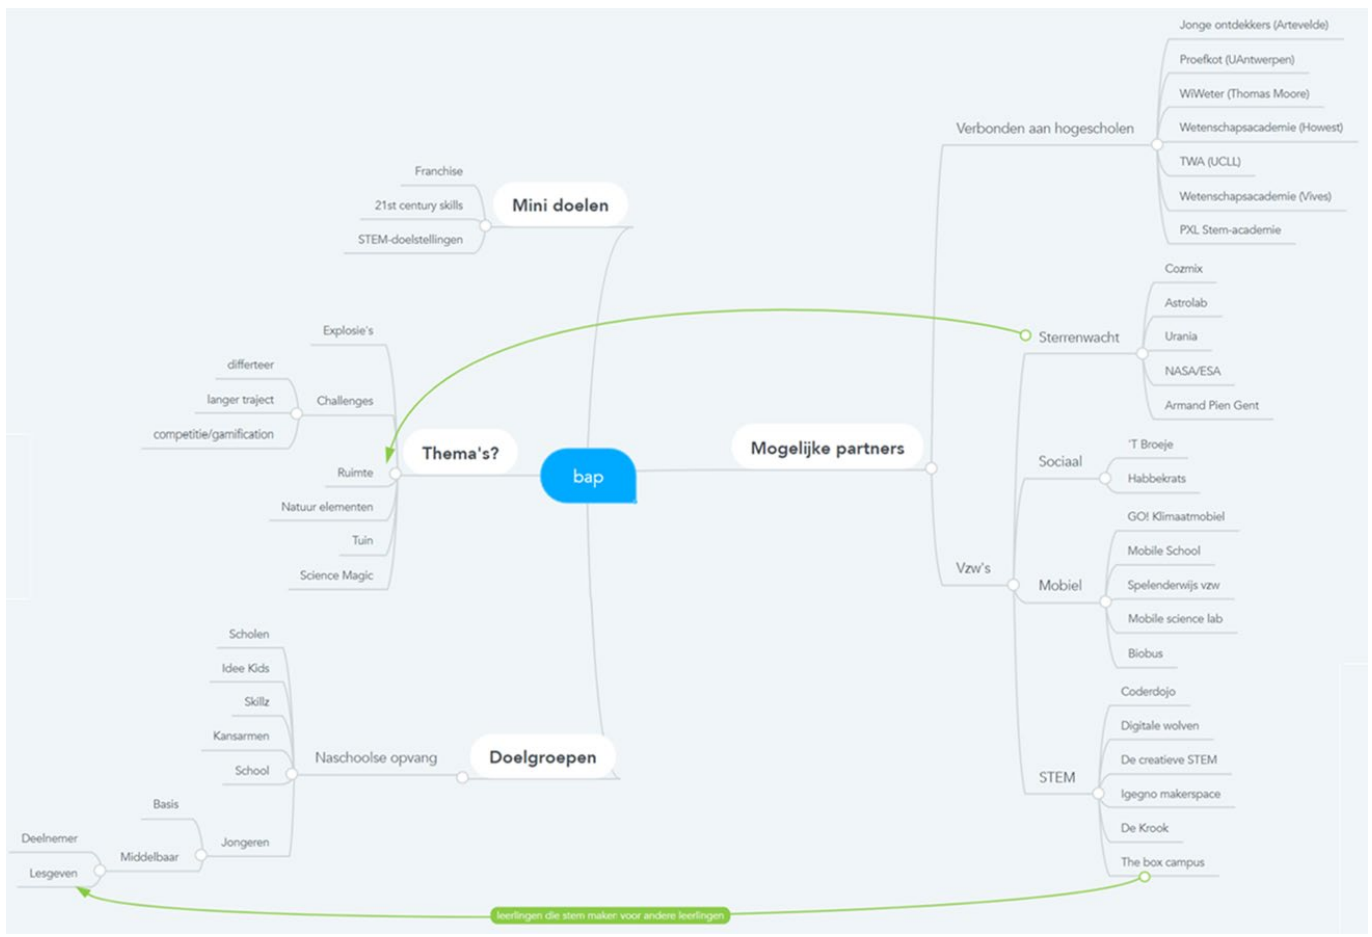 bap
Mini doelen
Franchise
21st century skills
STEM-doelstellingen
Thema's?
Explosie's
Challenges
differteer
langer traject
competitie/gamification
Ruimte
Natuur elementen
Tuin
Science Magic
Doelgroepen
Naschoolse opvang
Scholen
Idee Kids
Skillz
Kansarmen
School
Jongeren
Basis
Middelbaar
Deelnemer
Lesgeven
Mogelijke partners
Verbonden aan hogescholen
Jonge ontdekkers (Artevelde)
Proefkot (UAntwerpen)
WiWeter (Thomas Moore)
Wetenschapsacademie (Howest)
TWA (UCLL)
Wetenschapsacademie (Vives)
PXL Stem-academie
Vzw's
Sterrenwacht
Cozmix
Astrolab
Urania
NASA/ESA
Armand Pien Gent
Sociaal
'T Broeje
Habbekrats
Mobiel
GO! Klimaatmobiel
Mobile School
Spelenderwijs vzw
Mobile science lab
Biobus
STEM
Coderdojo
Digitale wolven
De creatieve STEM
Igegno makerspace
De Krook
The box campus
leerlingen die stem maken voor andere leerlingen